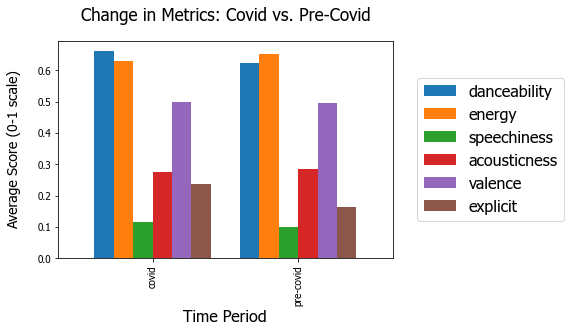 Change in Metrics: Covid vs. Pre-Covid
Average Score (0-1 scale)
0.6
0.5
0.4
0.3
0.2
0.1
0.0
covid
pre-covid
Time Period
danceability
energy
speechiness
acousticness
valence
explicit